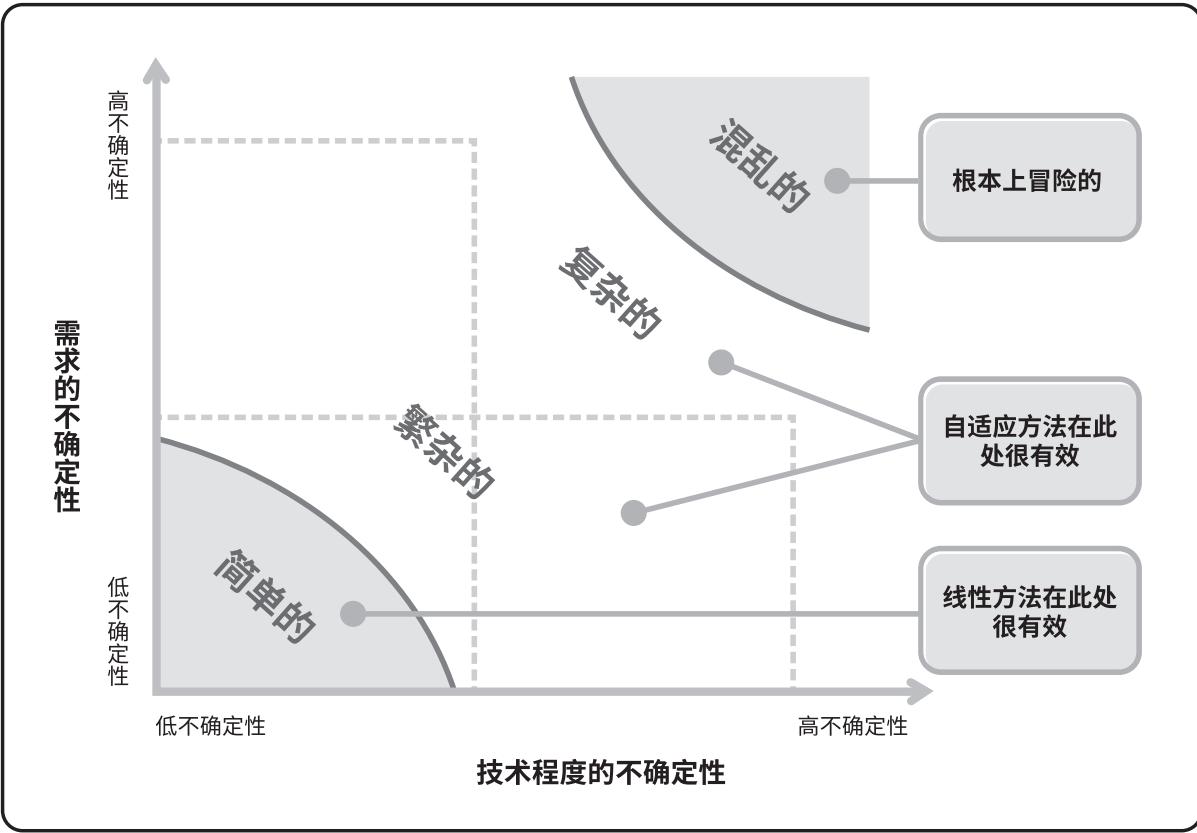 高不确定性
混乱的
根本上冒险的
复杂的
需求的不确定性
繁杂的
自适应方法在此
处很有效
简单的
低不确定性
线性方法在此处
很有效
低不确定性
高不确定性
技术程度的不确定性